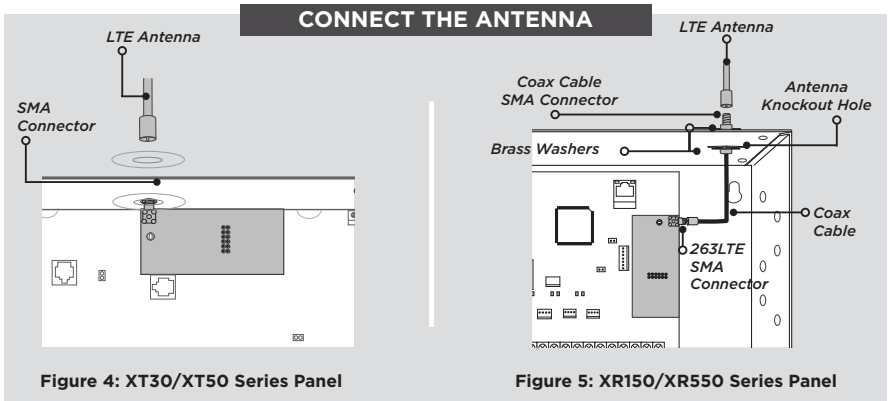 CONNECT THE ANTENNA
LTE Antenna
SMA
Connector
Figure 4: XT30/XT50 Series Panel
LTE Antenna
Coax Cable
SMA Connector
Antenna
Knockout Hole
Brass Washers
Coax
Cable
263LTE
SMA
Connector
Figure 5: XR150/XR550 Series Panel